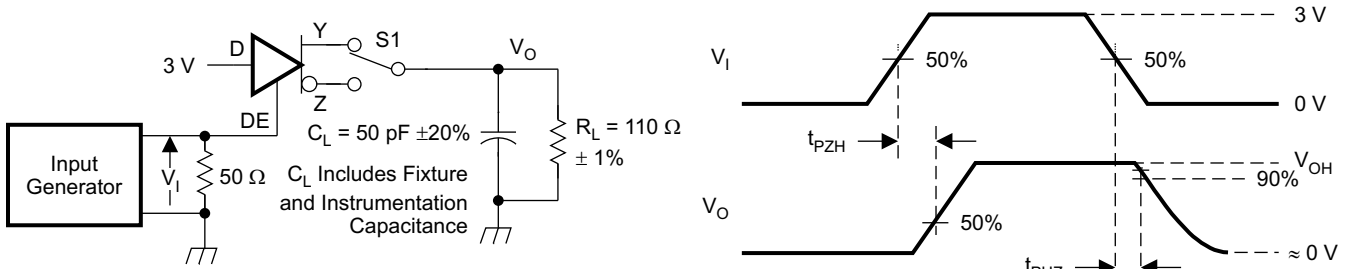 D
3 V
Y
S1
Z
DE
V_O
Input
Generator
V_I
50 Ω
C_L = 50 pF ±20%
C_L Includes Fixture
and Instrumentation
Capacitance
R_L = 110 Ω
± 1%
V_I
50%
50%
3 V
0 V
t_PZH
V_O
50%
V_OH
90%
≈ 0 V
t_PHZ